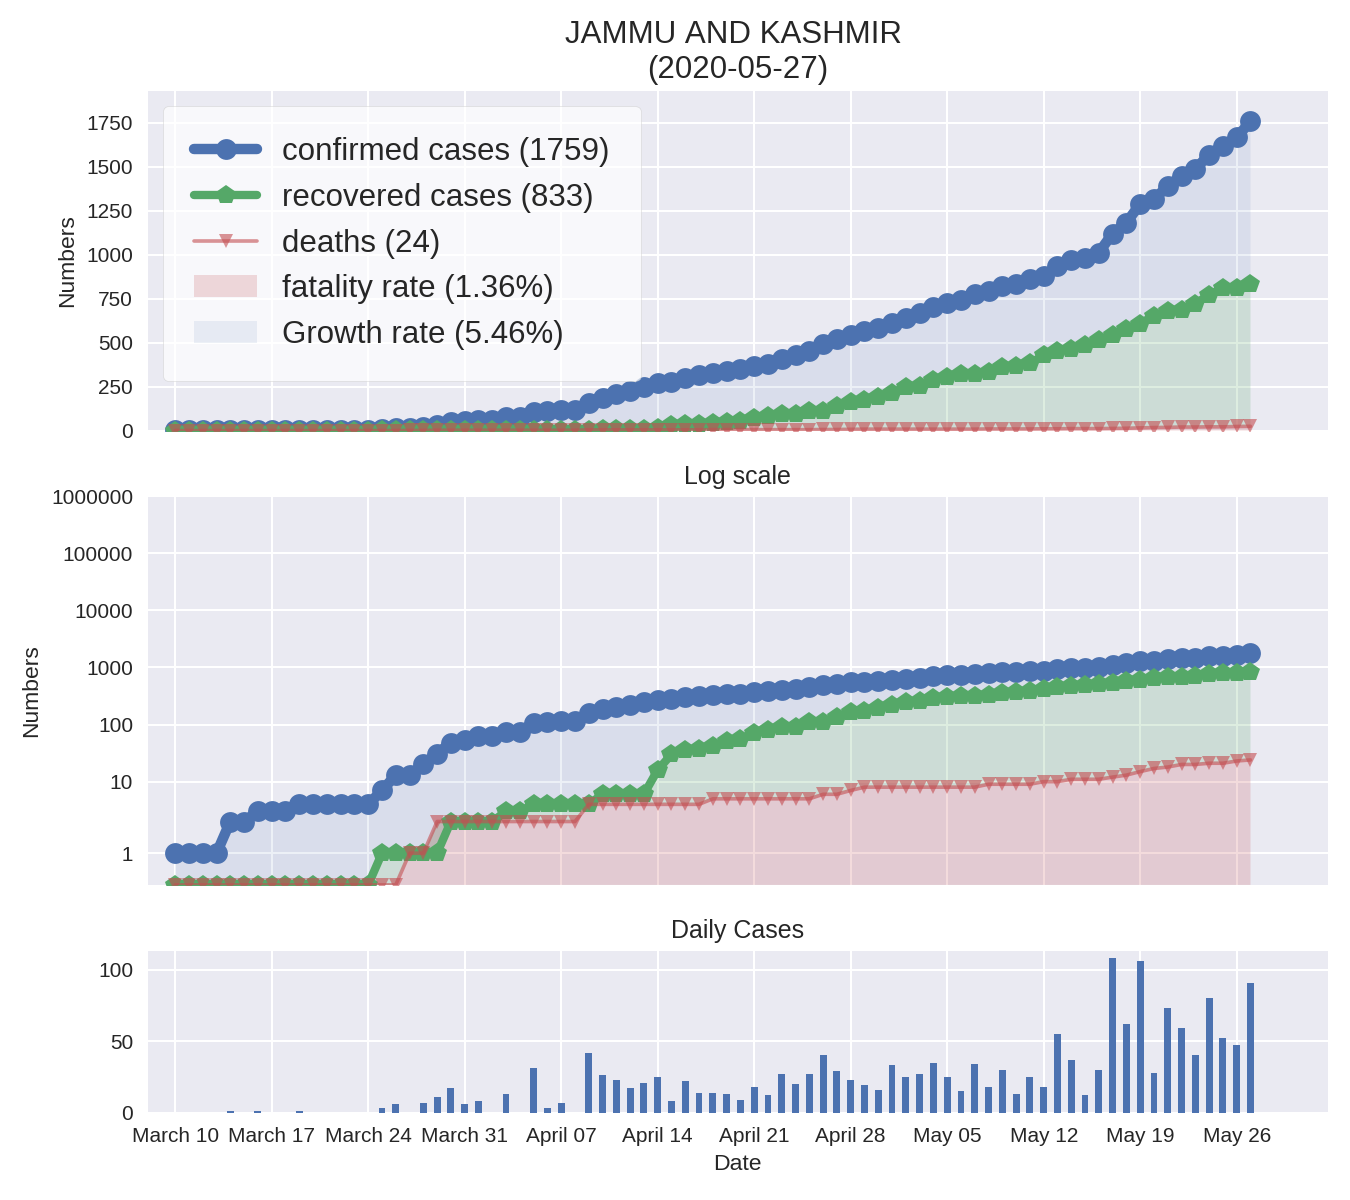 JAMMU AND KASHMIR
(2020-05-27)
1750
1500
1250
1000
750
500
250
0
Numbers
confirmed cases (1759)
recovered cases (833)
deaths (24)
fatality rate (1.36%)
Growth rate (5.46%)
Log scale
1000000
100000
10000
1000
100
10
1
Numbers
Daily Cases
100
50
0
March 10 March 17 March 24 March 31 April 07 April 14 April 21 April 28 May 05 May 12 May 19 May 26
Date